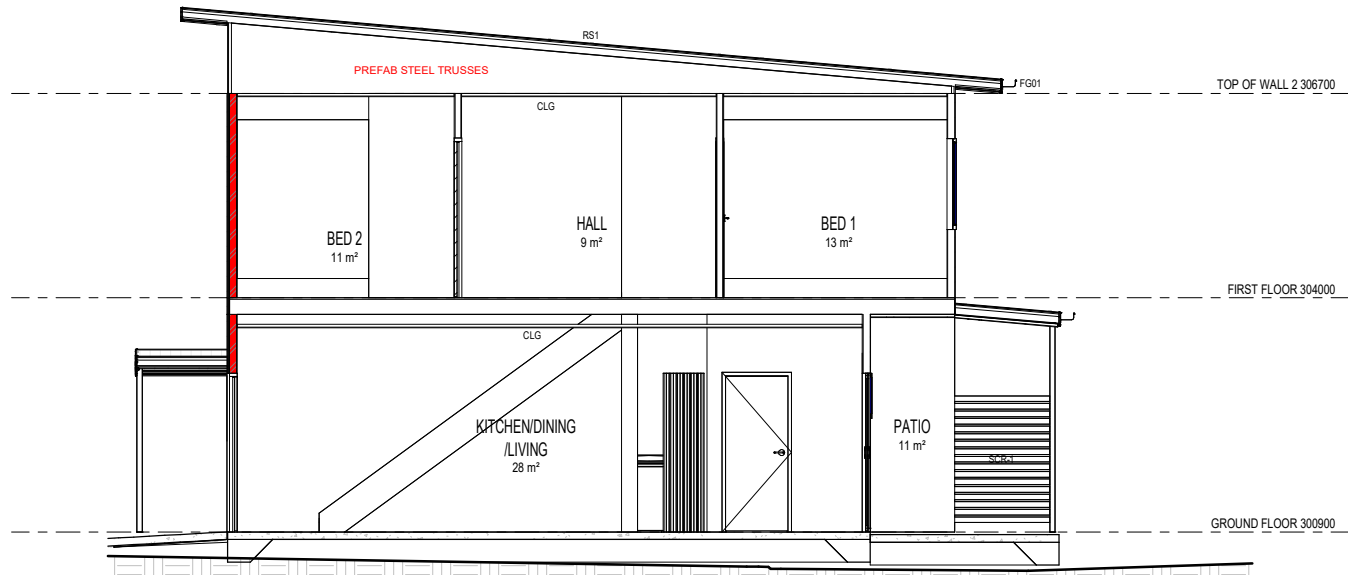 RS1
PREFAB STEEL TRUSSES
FG01
TOP OF WALL 2 306700
CLG
BED 2
11 m²
HALL
9 m²
BED 1
13 m²
FIRST FLOOR 304000
CLG
KITCHEN/DINING
/LIVING
28 m²
PATIO
11 m²
SCR-1
GROUND FLOOR 300900